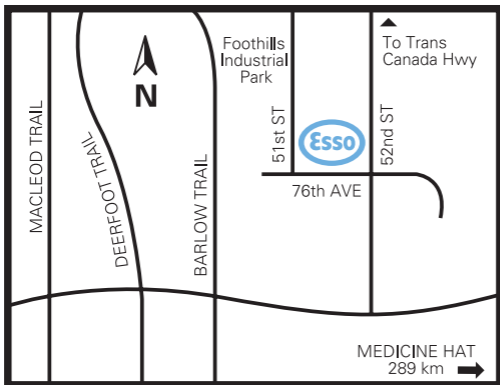 Foothills
Industrial
Park
To Trans
Canada Hwy
N
MACLEOD TRAIL
DEERFOOT TRAIL
BARLOW TRAIL
51st ST
Esso
52nd ST
76th AVE
MEDICINE HAT
289 km